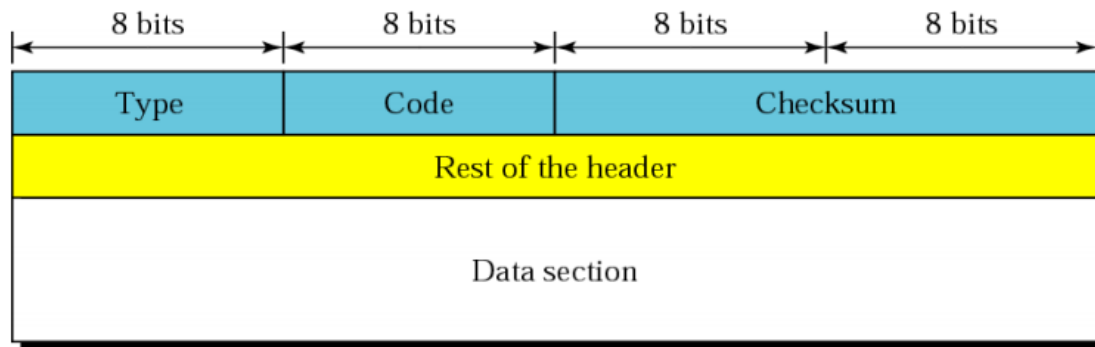 8 bits 8 bits 8 bits 8 bits
Type Code Checksum
Rest of the header
Data section